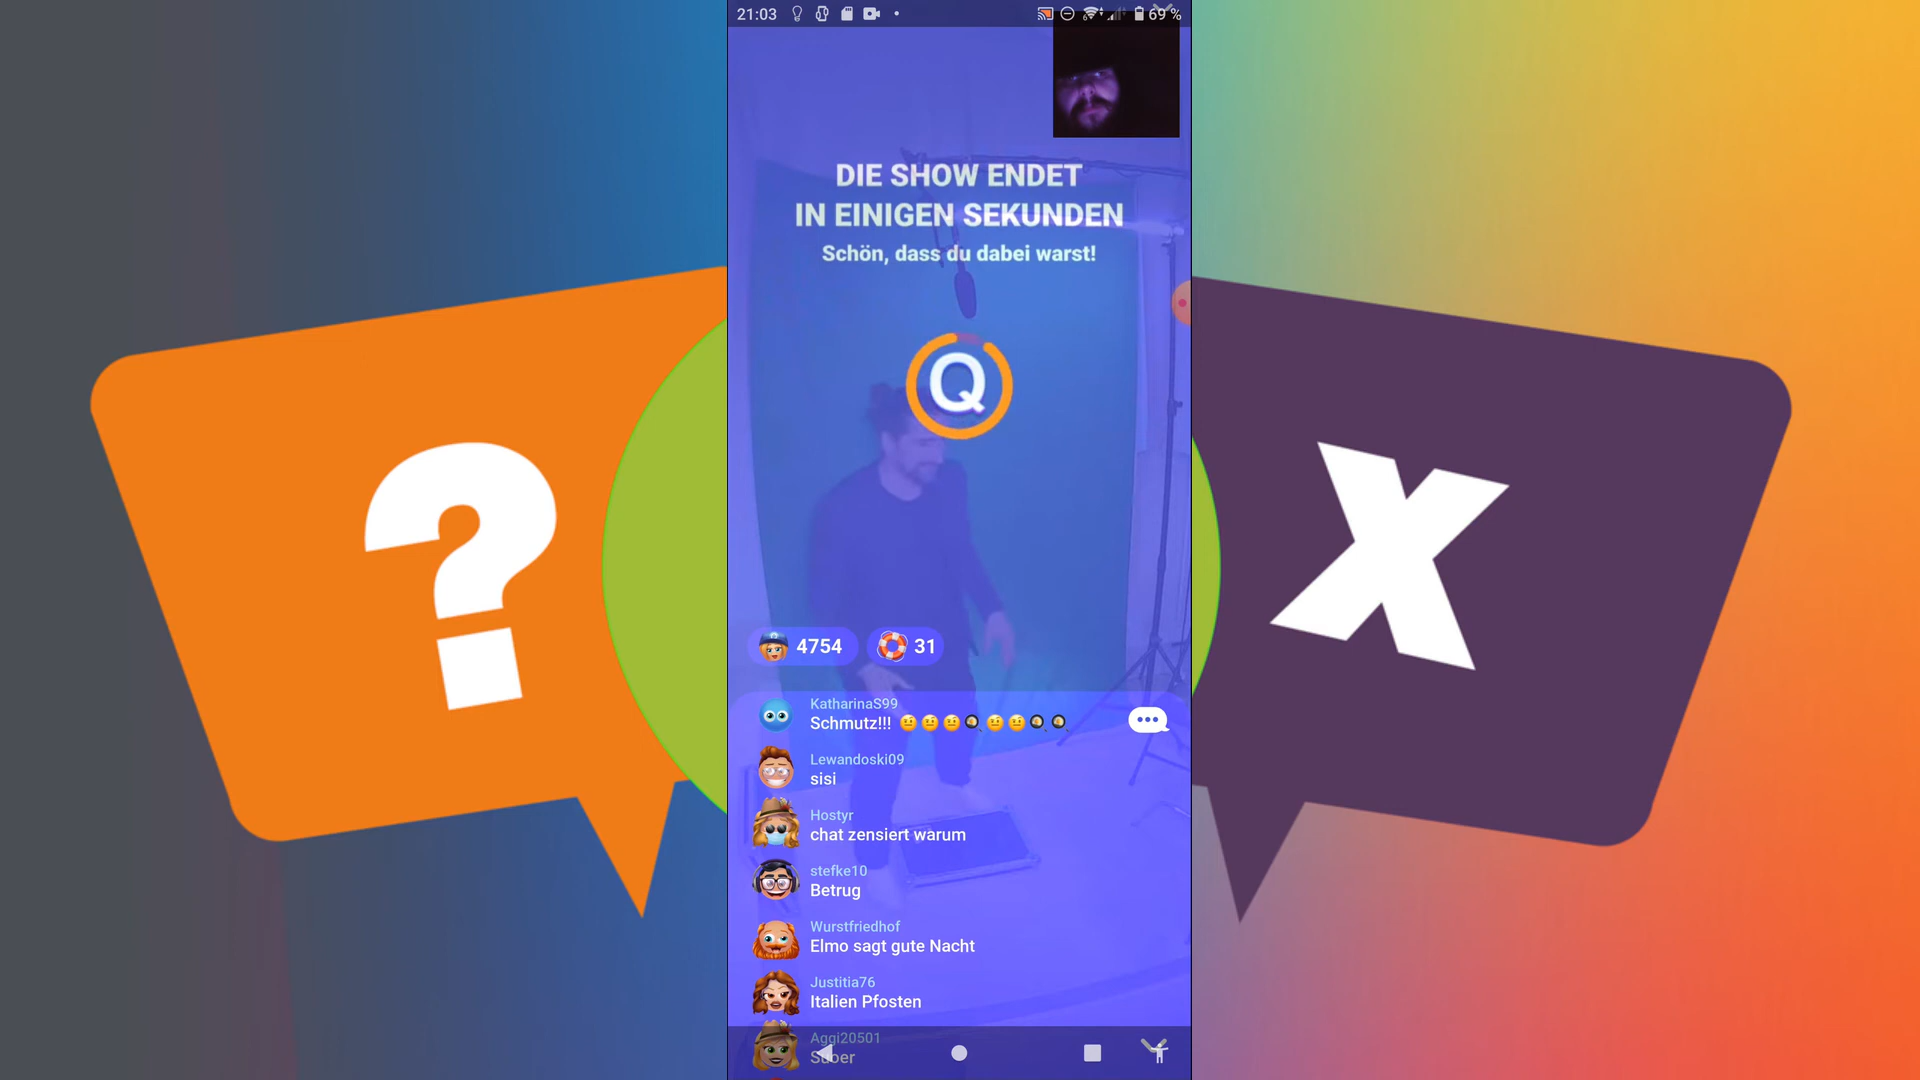 21:03
69 %
DIE SHOW ENDET
IN EINIGEN SEKUNDEN
Schön, dass du dabei warst!
Q
? X
4754 31
KatharinaS99
Schmutz!!! 🤨🤨🤨🍳🤨🤨🍳🍳
Lewandoski09
sisi
Hostyr
chat zensiert warum
stefke10
Betrug
Wurstfriedhof
Elmo sagt gute Nacht
Justitia76
Italien Pfosten
Aggi20501